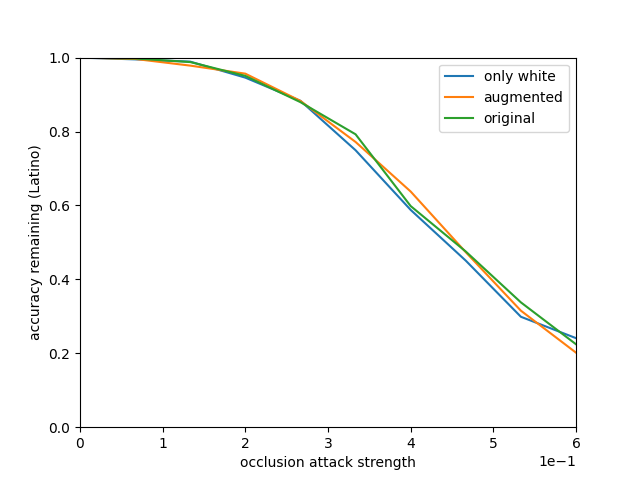 only white
augmented
original
1.0
0.8
0.6
0.4
0.2
0.0
accuracy remaining (Latino)
0 1 2 3 4 5 6
1e−1
occlusion attack strength